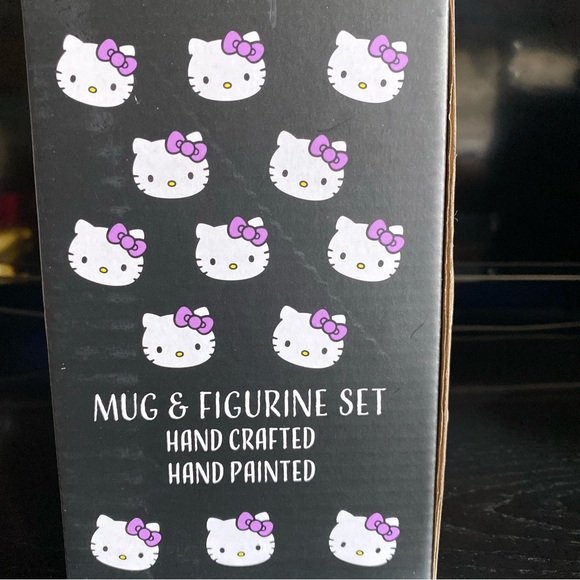 MUG & FIGURINE SET
HAND CRAFTED
HAND PAINTED